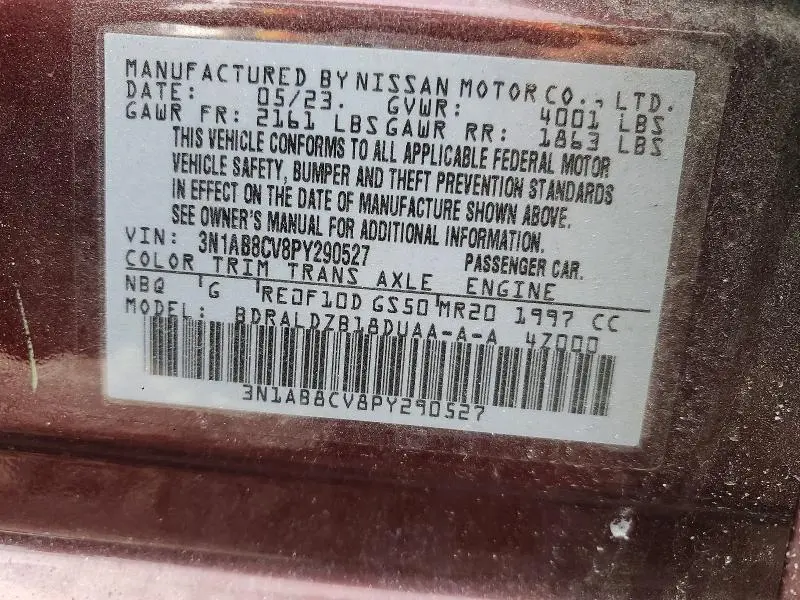 MANUFACTURED BY NISSAN MOTOR CO., LTD.
DATE: 05/23. GVWR: 4001 LBS
GAWR FR: 2161 LBS GAWR RR: 1863 LBS
THIS VEHICLE CONFORMS TO ALL APPLICABLE FEDERAL MOTOR
VEHICLE SAFETY, BUMPER AND THEFT PREVENTION STANDARDS
IN EFFECT ON THE DATE OF MANUFACTURE SHOWN ABOVE.
SEE OWNER'S MANUAL FOR ADDITIONAL INFORMATION.
VIN: 3N1AB8CV8PY290527 PASSENGER CAR.
COLOR TRIM TRANS AXLE ENGINE
NBQ G RE0F10D GS50 MR20 1997 CC
MODEL: BDRALDZB18DUAA-A-A 47000
3N1AB8CV8PY290527